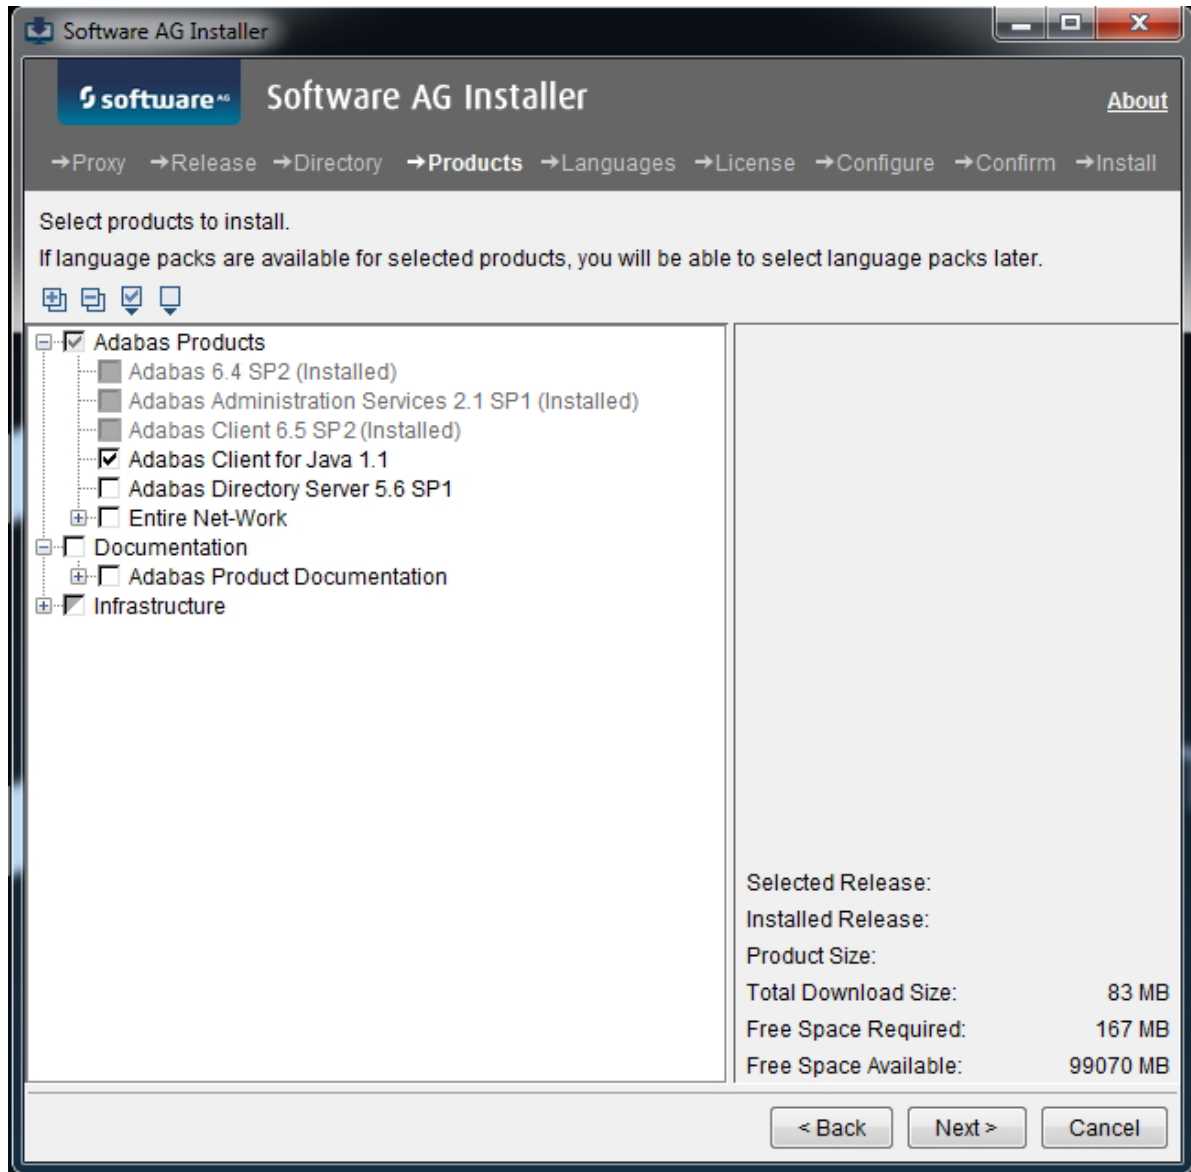 Software AG Installer
software AG Software AG Installer About
→Proxy →Release →Directory →Products →Languages →License →Configure →Confirm →Install
Select products to install.
If language packs are available for selected products, you will be able to select language packs later.
Adabas Products
Adabas 6.4 SP2 (Installed)
Adabas Administration Services 2.1 SP1 (Installed)
Adabas Client 6.5 SP2 (Installed)
Adabas Client for Java 1.1
Adabas Directory Server 5.6 SP1
Entire Net-Work
Documentation
Adabas Product Documentation
Infrastructure
Selected Release:
Installed Release:
Product Size:
Total Download Size: 83 MB
Free Space Required: 167 MB
Free Space Available: 99070 MB
< Back Next > Cancel